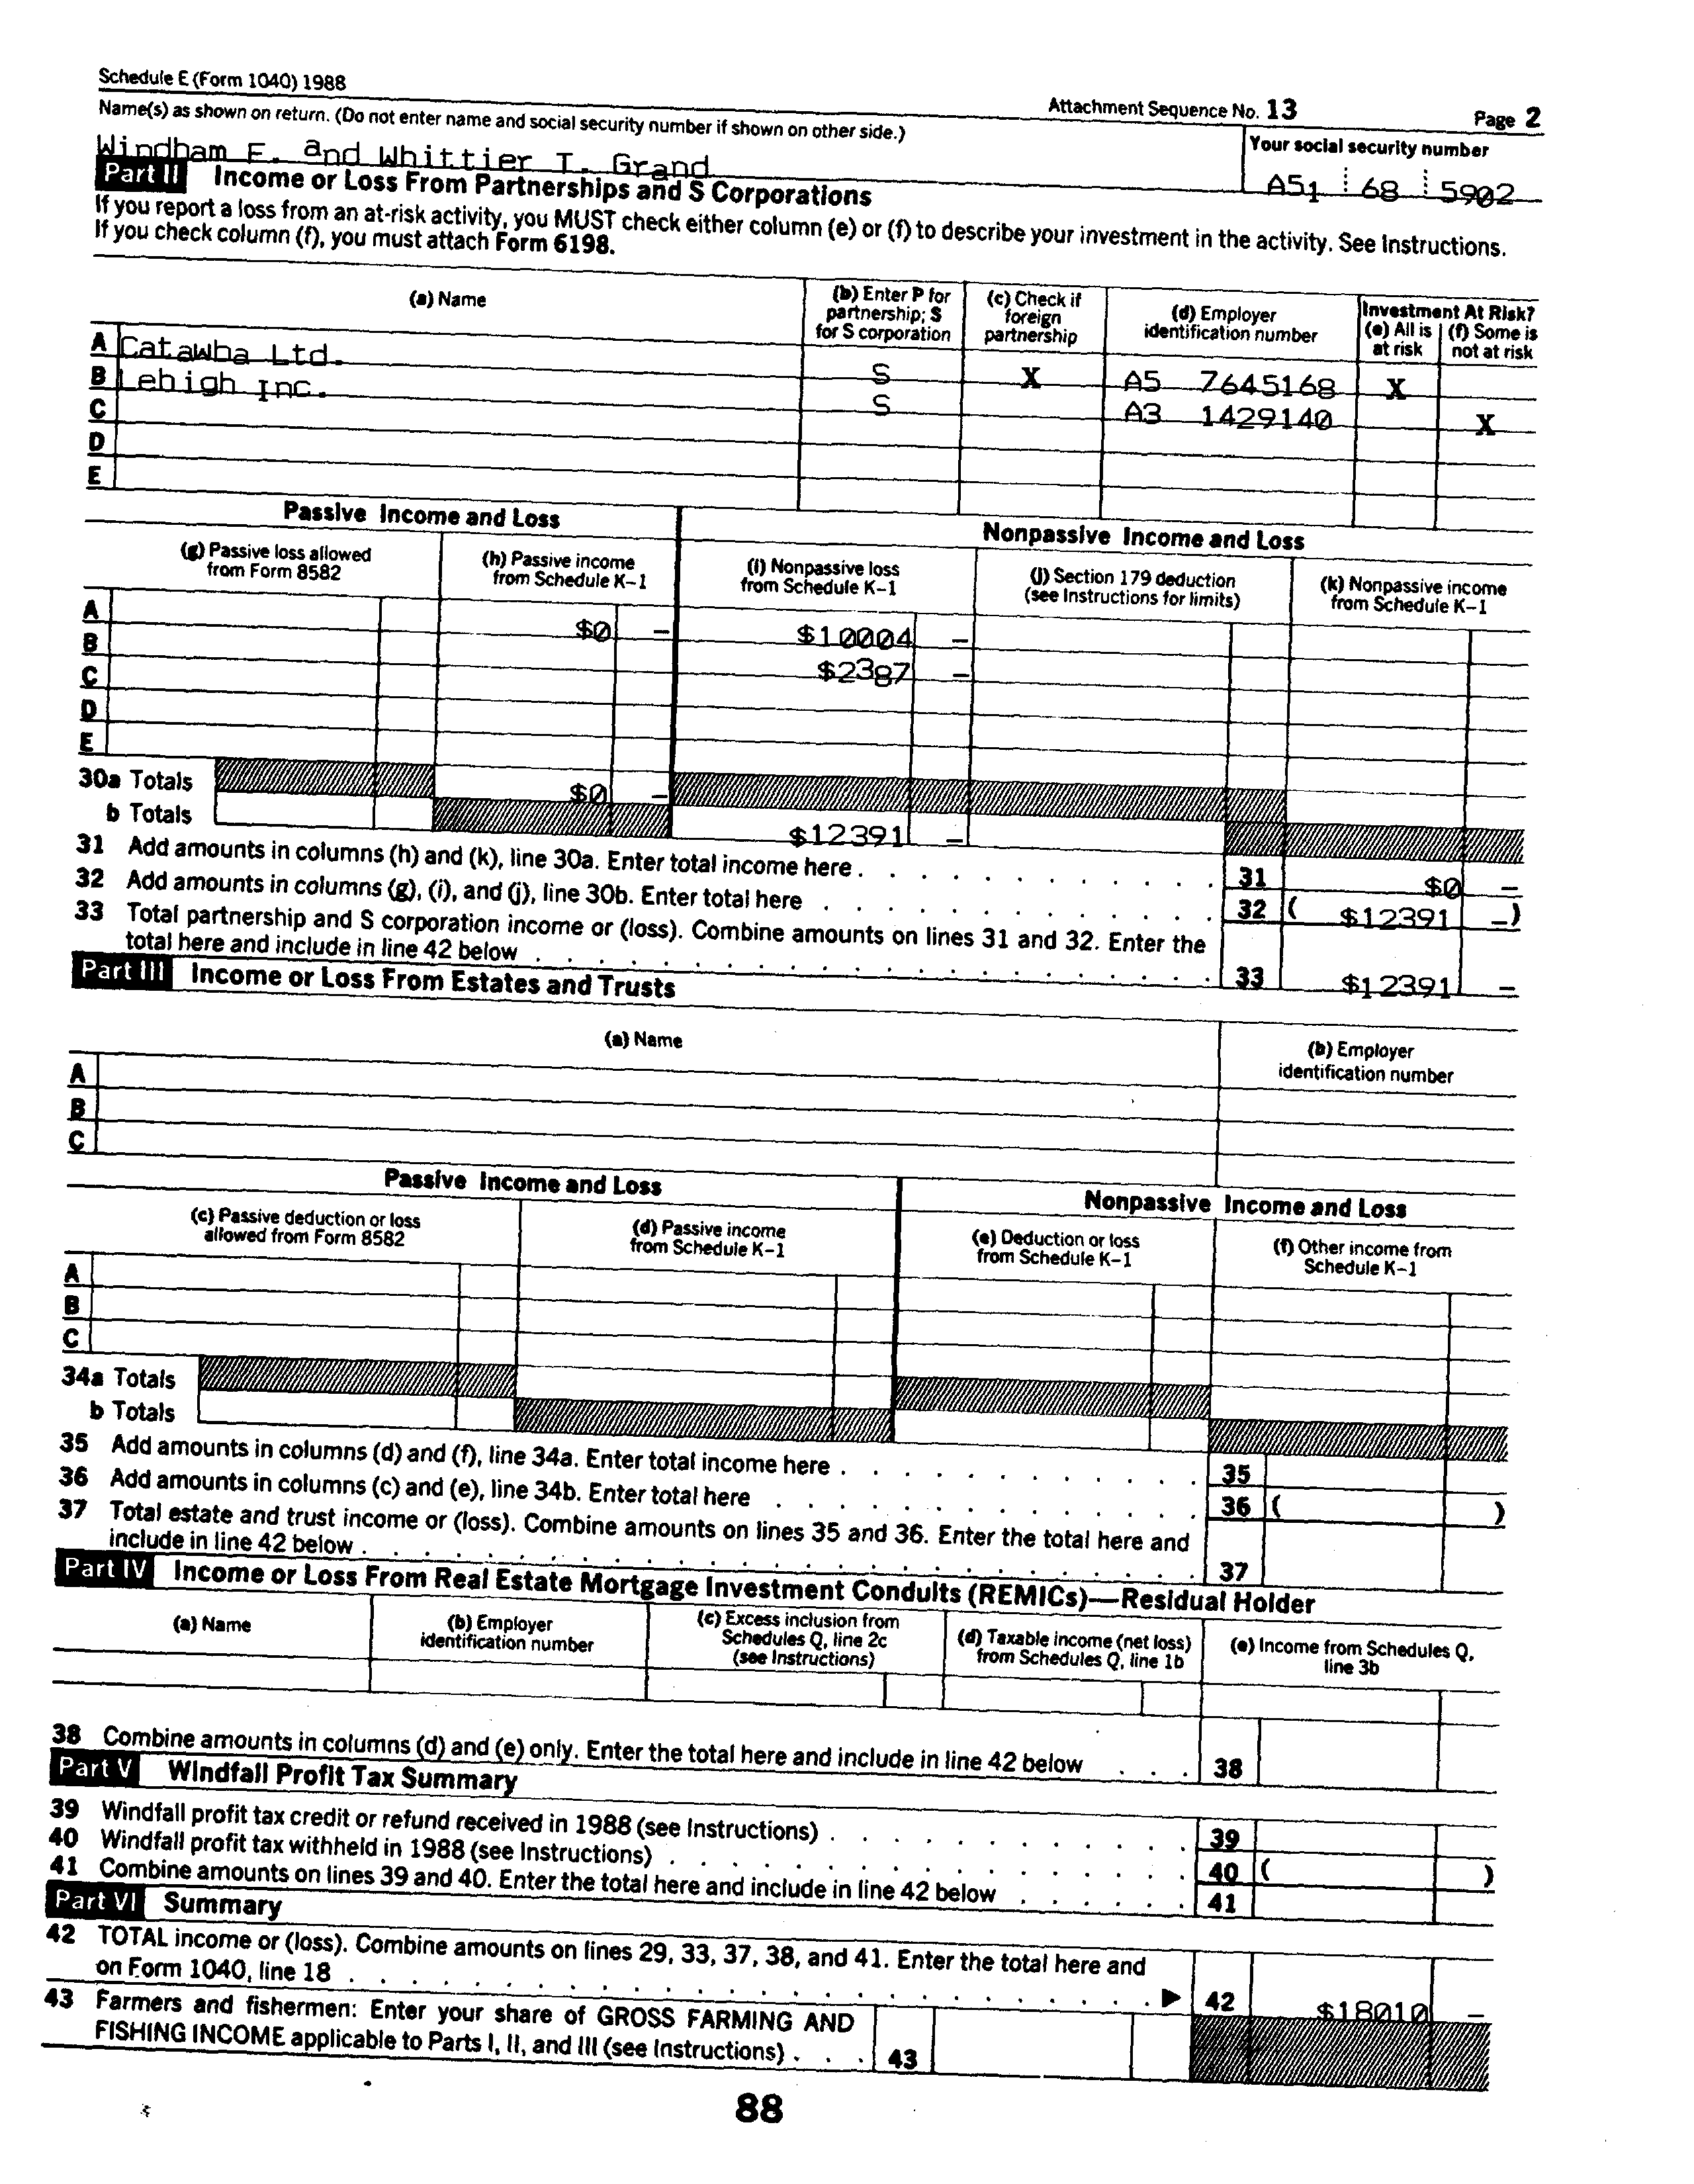 Schedule E (Form 1040) 1988
Attachment Sequence No. 13
Page 2
Name(s) as shown on return. (Do not enter name and social security number if shown on other side.)
Your social security number
Windham E. and Whittier T. Grand
A51 68 5902
Part II Income or Loss From Partnerships and S Corporations
If you report a loss from an at-risk activity, you MUST check either column (e) or (f) to describe your investment in the activity. See Instructions.
If you check column (f), you must attach Form 6198.
(a) Name
(b) Enter P for partnership; S for S corporation
(c) Check if foreign partnership
(d) Employer identification number
Investment At Risk?
(e) All is at risk
(f) Some is not at risk
A Catawba Ltd. S X A5 7645168 X
B Lehigh Inc. S A3 1429140 X
C
D
E
Passive Income and Loss
Nonpassive Income and Loss
(g) Passive loss allowed from Form 8582
(h) Passive income from Schedule K–1
(i) Nonpassive loss from Schedule K–1
(j) Section 179 deduction (see Instructions for limits)
(k) Nonpassive income from Schedule K–1
A $0 – $10004 –
B $2387 –
C
D
E
30a Totals $0 –
b Totals $12391 –
31 Add amounts in columns (h) and (k), line 30a. Enter total income here . 31 $0 –
32 Add amounts in columns (g), (i), and (j), line 30b. Enter total here 32 ( $12391 –)
33 Total partnership and S corporation income or (loss). Combine amounts on lines 31 and 32. Enter the
total here and include in line 42 below 33 $12391 –
Part III Income or Loss From Estates and Trusts
(a) Name
(b) Employer identification number
A
B
C
Passive Income and Loss
Nonpassive Income and Loss
(c) Passive deduction or loss allowed from Form 8582
(d) Passive income from Schedule K–1
(e) Deduction or loss from Schedule K–1
(f) Other income from Schedule K–1
A
B
C
34a Totals
b Totals
35 Add amounts in columns (d) and (f), line 34a. Enter total income here . 35
36 Add amounts in columns (c) and (e), line 34b. Enter total here 36 ( )
37 Total estate and trust income or (loss). Combine amounts on lines 35 and 36. Enter the total here and
include in line 42 below . 37
Part IV Income or Loss From Real Estate Mortgage Investment Conduits (REMICs)—Residual Holder
(a) Name
(b) Employer identification number
(c) Excess inclusion from Schedules Q, line 2c (see Instructions)
(d) Taxable income (net loss) from Schedules Q, line 1b
(e) Income from Schedules Q, line 3b
38 Combine amounts in columns (d) and (e) only. Enter the total here and include in line 42 below 38
Part V Windfall Profit Tax Summary
39 Windfall profit tax credit or refund received in 1988 (see Instructions) . 39
40 Windfall profit tax withheld in 1988 (see Instructions) . 40 ( )
41 Combine amounts on lines 39 and 40. Enter the total here and include in line 42 below 41
Part VI Summary
42 TOTAL income or (loss). Combine amounts on lines 29, 33, 37, 38, and 41. Enter the total here and
on Form 1040, line 18 ▶ 42 $18010 –
43 Farmers and fishermen: Enter your share of GROSS FARMING AND
FISHING INCOME applicable to Parts I, II, and III (see Instructions) . 43
88